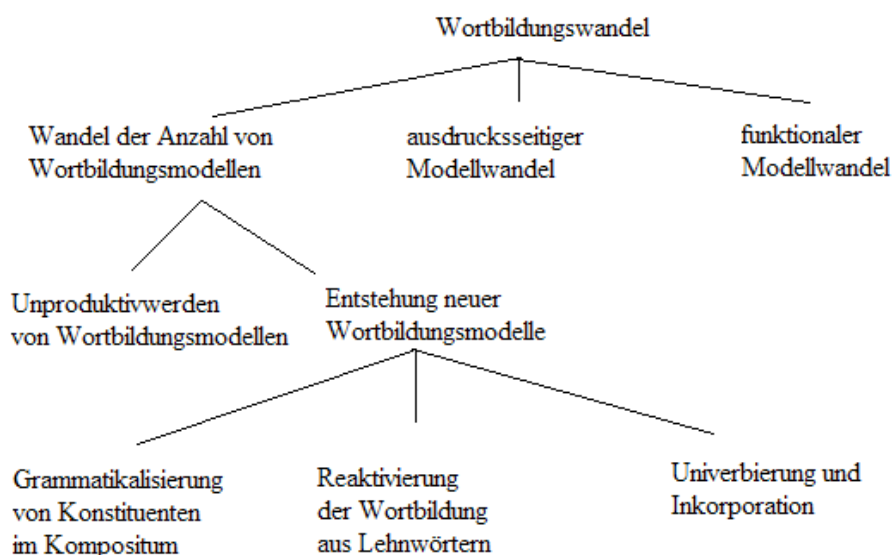 Wortbildungswandel
Wandel der Anzahl von
Wortbildungsmodellen
ausdrucksseitiger
Modellwandel
funktionaler
Modellwandel
Unproduktivwerden
von Wortbildungsmodellen
Entstehung neuer
Wortbildungsmodelle
Grammatikalisierung
von Konstituenten
im Kompositum
Reaktivierung
der Wortbildung
aus Lehnwörtern
Univerbierung und
Inkorporation